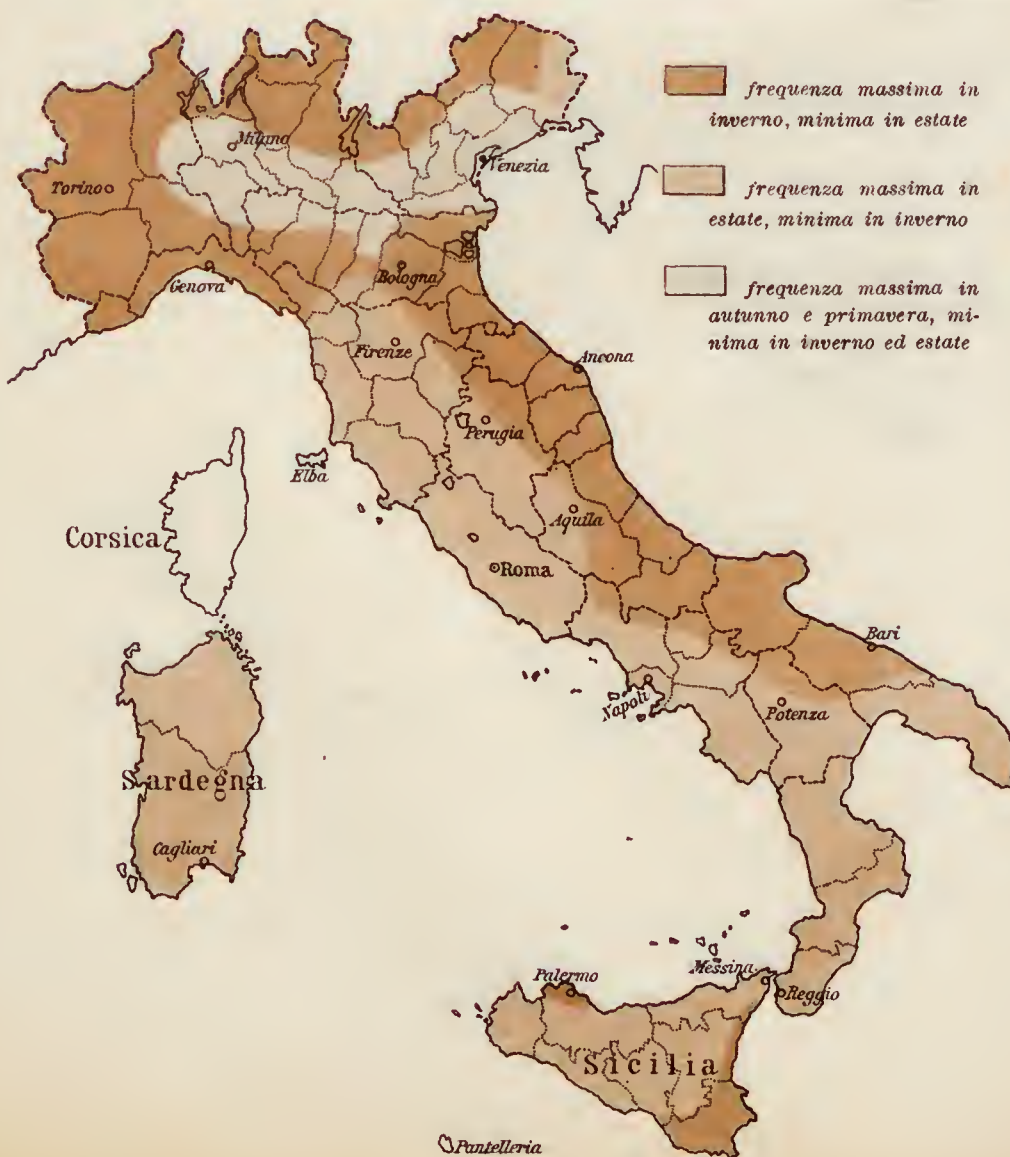 frequenza massima in
inverno, minima in estate
frequenza massima in
estate, minima in inverno
frequenza massima in
autunno e primavera, mi-
nima in inverno ed estate
Milano
Venezia
Torino
Genova
Bologna
Firenze
Ancona
Perugia
Elba
Corsica
Aquila
Roma
Bari
Napoli
Potenza
Sardegna
Cagliari
Messina
Palermo
Reggio
Sicilia
Pantelleria